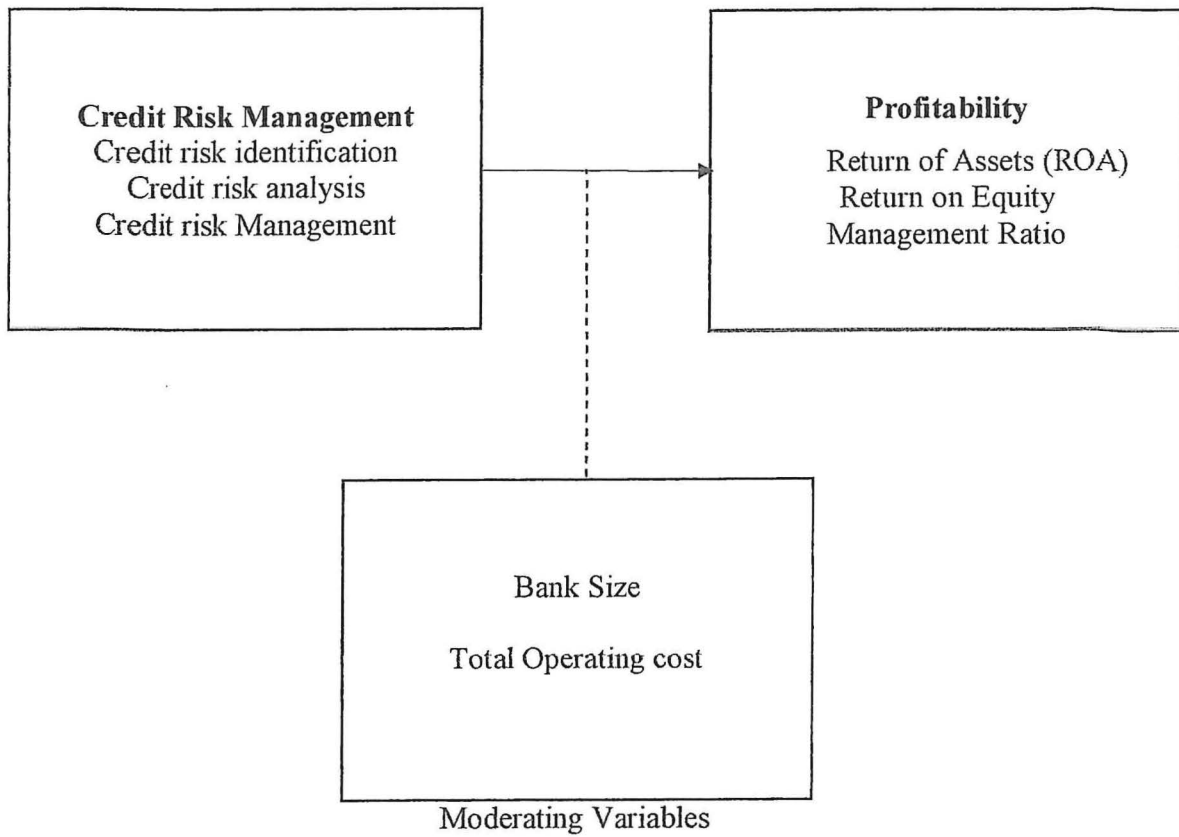 Credit Risk Management
Credit risk identification
Credit risk analysis
Credit risk Management
Profitability
Return of Assets (ROA)
Return on Equity
Management Ratio
Bank Size
Total Operating cost
Moderating Variables